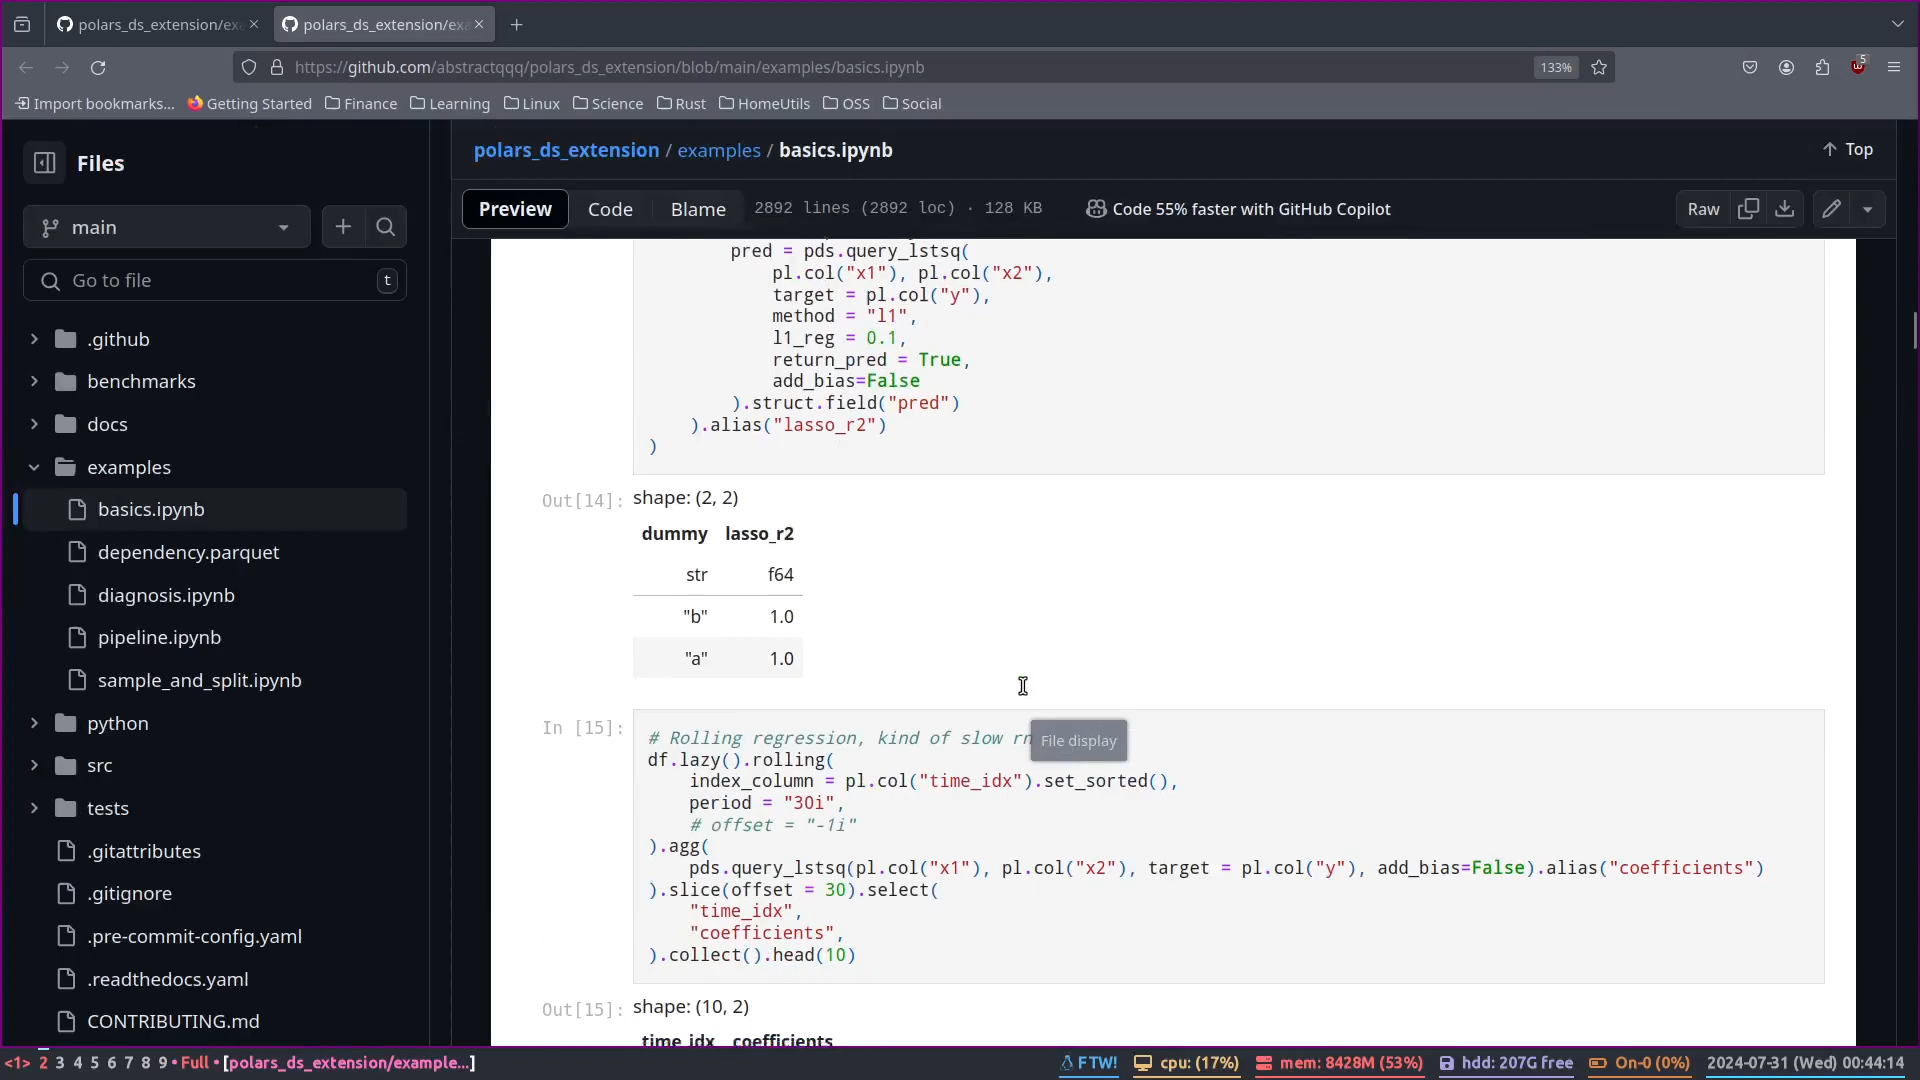 polars_ds_extension/exa
polars_ds_extension/exa
https://github.com/abstractqqq/polars_ds_extension/blob/main/examples/basics.ipynb
133%
5
Import bookmarks...
Getting Started
Finance
Learning
Linux
Science
Rust
HomeUtils
OSS
Social
Files
main
Go to file
t
.github
benchmarks
docs
examples
basics.ipynb
dependency.parquet
diagnosis.ipynb
pipeline.ipynb
sample_and_split.ipynb
python
src
tests
.gitattributes
.gitignore
.pre-commit-config.yaml
.readthedocs.yaml
CONTRIBUTING.md
polars_ds_extension / examples / basics.ipynb
Top
Preview Code Blame 2892 lines (2892 loc) · 128 KB Code 55% faster with GitHub Copilot Raw
pred = pds.query_lstsq(
pl.col("x1"), pl.col("x2"),
target = pl.col("y"),
method = "l1",
l1_reg = 0.1,
return_pred = True,
add_bias=False
).struct.field("pred")
).alias("lasso_r2")
)
Out[14]: shape: (2, 2)
dummy lasso_r2
str f64
"b" 1.0
"a" 1.0
In [15]:
# Rolling regression, kind of slow rn
File display
df.lazy().rolling(
index_column = pl.col("time_idx").set_sorted(),
period = "30i",
# offset = "-1i"
).agg(
pds.query_lstsq(pl.col("x1"), pl.col("x2"), target = pl.col("y"), add_bias=False).alias("coefficients")
).slice(offset = 30).select(
"time_idx",
"coefficients",
).collect().head(10)
Out[15]: shape: (10, 2)
time_idx coefficients
<1> 2 3 4 5 6 7 8 9 • Full • [polars_ds_extension/example...]
FTW! cpu: (17%) mem: 8428M (53%) hdd: 207G free On-0 (0%) 2024-07-31 (Wed) 00:44:14